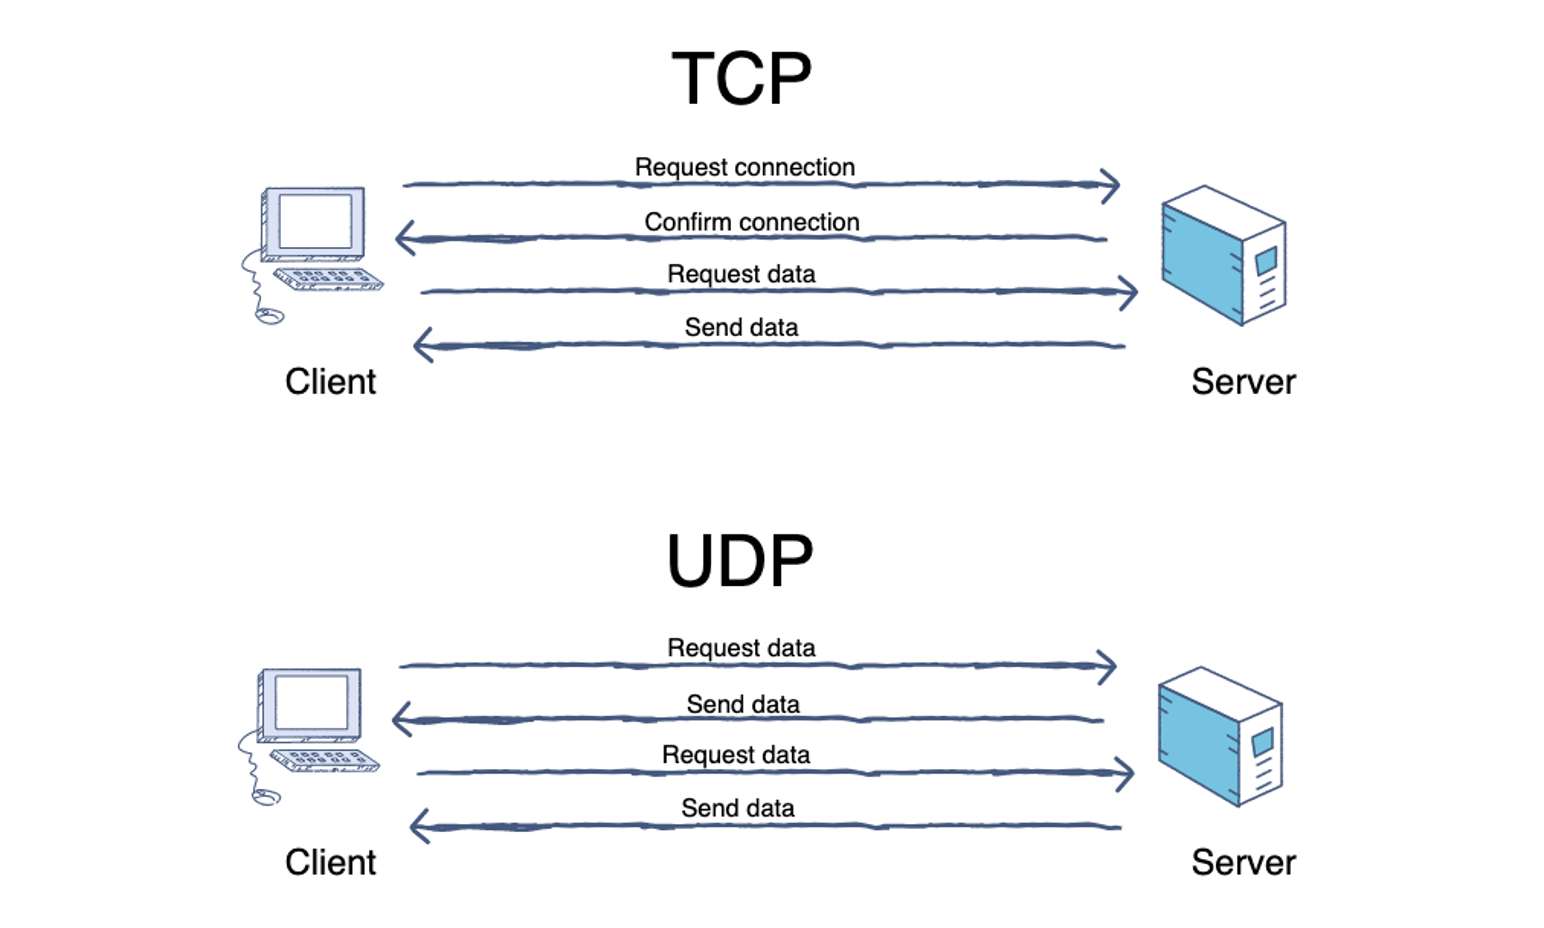 TCP
Request connection
Confirm connection
Request data
Send data
Client
Server
UDP
Request data
Send data
Request data
Send data
Client
Server